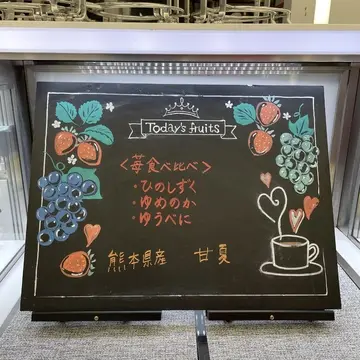 Today's fruits
<苺食べ比べ>
・ひのしずく
・ゆめのか
・ゆうべに
熊本県産 甘夏